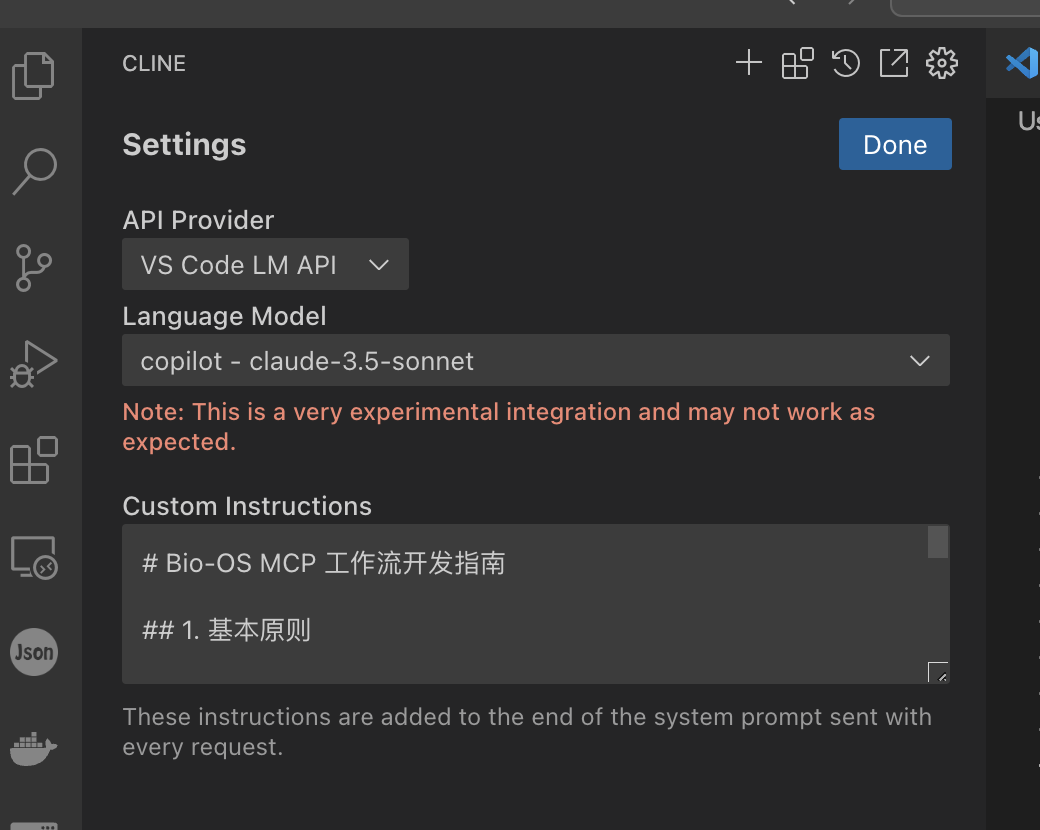 CLINE
Settings
Done
API Provider
VS Code LM API
Language Model
copilot - claude-3.5-sonnet
Note: This is a very experimental integration and may not work as
expected.
Custom Instructions
# Bio-OS MCP 工作流开发指南
## 1. 基本原则
These instructions are added to the end of the system prompt sent with
every request.
Json